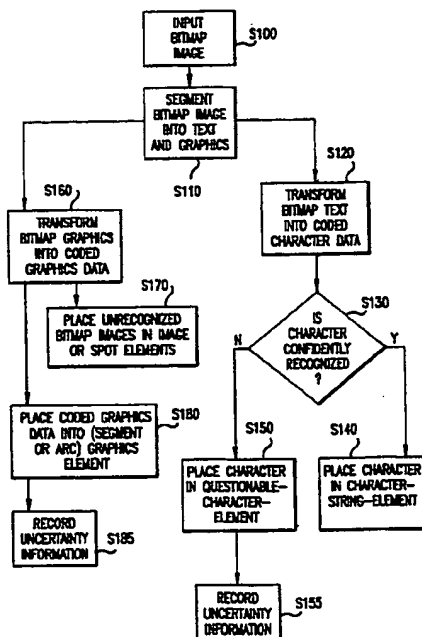 INPUT
BITMAP
IMAGE
S100
SEGMENT
BITMAP IMAGE
INTO TEXT
AND GRAPHICS
S110
S120
TRANSFORM
BITMAP TEXT
INTO CODED
CHARACTER DATA
S160
TRANSFORM
BITMAP GRAPHICS
INTO CODED
GRAPHICS DATA
S170
PLACE UNRECOGNIZED
BITMAP IMAGES IN IMAGE
OR SPOT ELEMENTS
S130
IS
CHARACTER
CONFIDENTLY
RECOGNIZED
?
N
Y
S180
PLACE CODED GRAPHICS
DATA INTO (SEGMENT
OR ARC) GRAPHICS
ELEMENT
S150
PLACE CHARACTER
IN QUESTIONABLE-
CHARACTER-
ELEMENT
S140
PLACE CHARACTER
IN CHARACTER-
STRING-ELEMENT
RECORD
UNCERTAINTY
INFORMATION
S185
RECORD
UNCERTAINTY
INFORMATION
S155